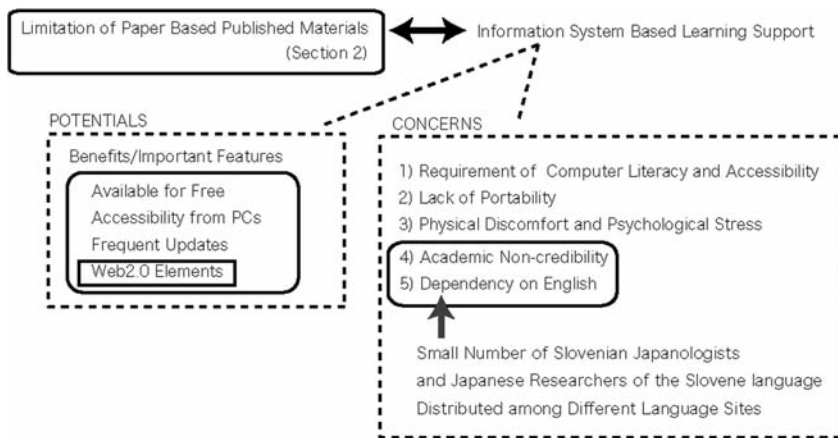 Limitation of Paper Based Published Materials
(Section 2)
Information System Based Learning Support
POTENTIALS
Benefits/Important Features
Available for Free
Accessibility from PCs
Frequent Updates
Web2.0 Elements
CONCERNS
1) Requirement of Computer Literacy and Accessibility
2) Lack of Portability
3) Physical Discomfort and Psychological Stress
4) Academic Non-credibility
5) Dependency on English
Small Number of Slovenian Japanologists
and Japanese Researchers of the Slovene language
Distributed among Different Language Sites